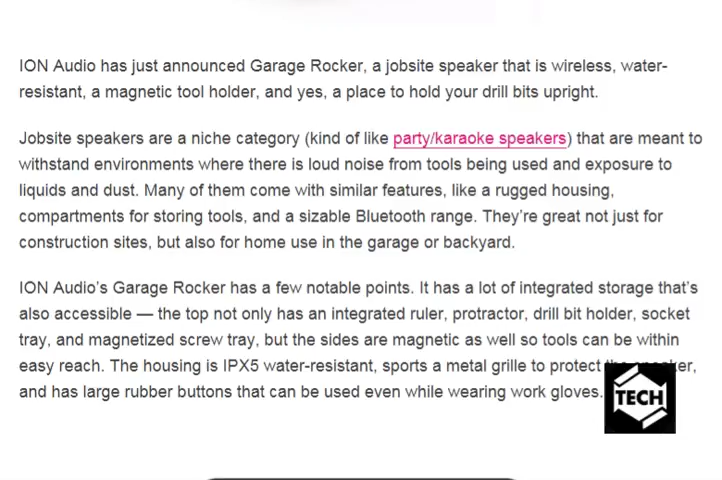 ION Audio has just announced Garage Rocker, a jobsite speaker that is wireless, water-
resistant, a magnetic tool holder, and yes, a place to hold your drill bits upright.
Jobsite speakers are a niche category (kind of like party/karaoke speakers) that are meant to
withstand environments where there is loud noise from tools being used and exposure to
liquids and dust. Many of them come with similar features, like a rugged housing,
compartments for storing tools, and a sizable Bluetooth range. They’re great not just for
construction sites, but also for home use in the garage or backyard.
ION Audio’s Garage Rocker has a few notable points. It has a lot of integrated storage that’s
also accessible — the top not only has an integrated ruler, protractor, drill bit holder, socket
tray, and magnetized screw tray, but the sides are magnetic as well so tools can be within
easy reach. The housing is IPX5 water-resistant, sports a metal grille to protect
and has large rubber buttons that can be used even while wearing work gloves.
TECH